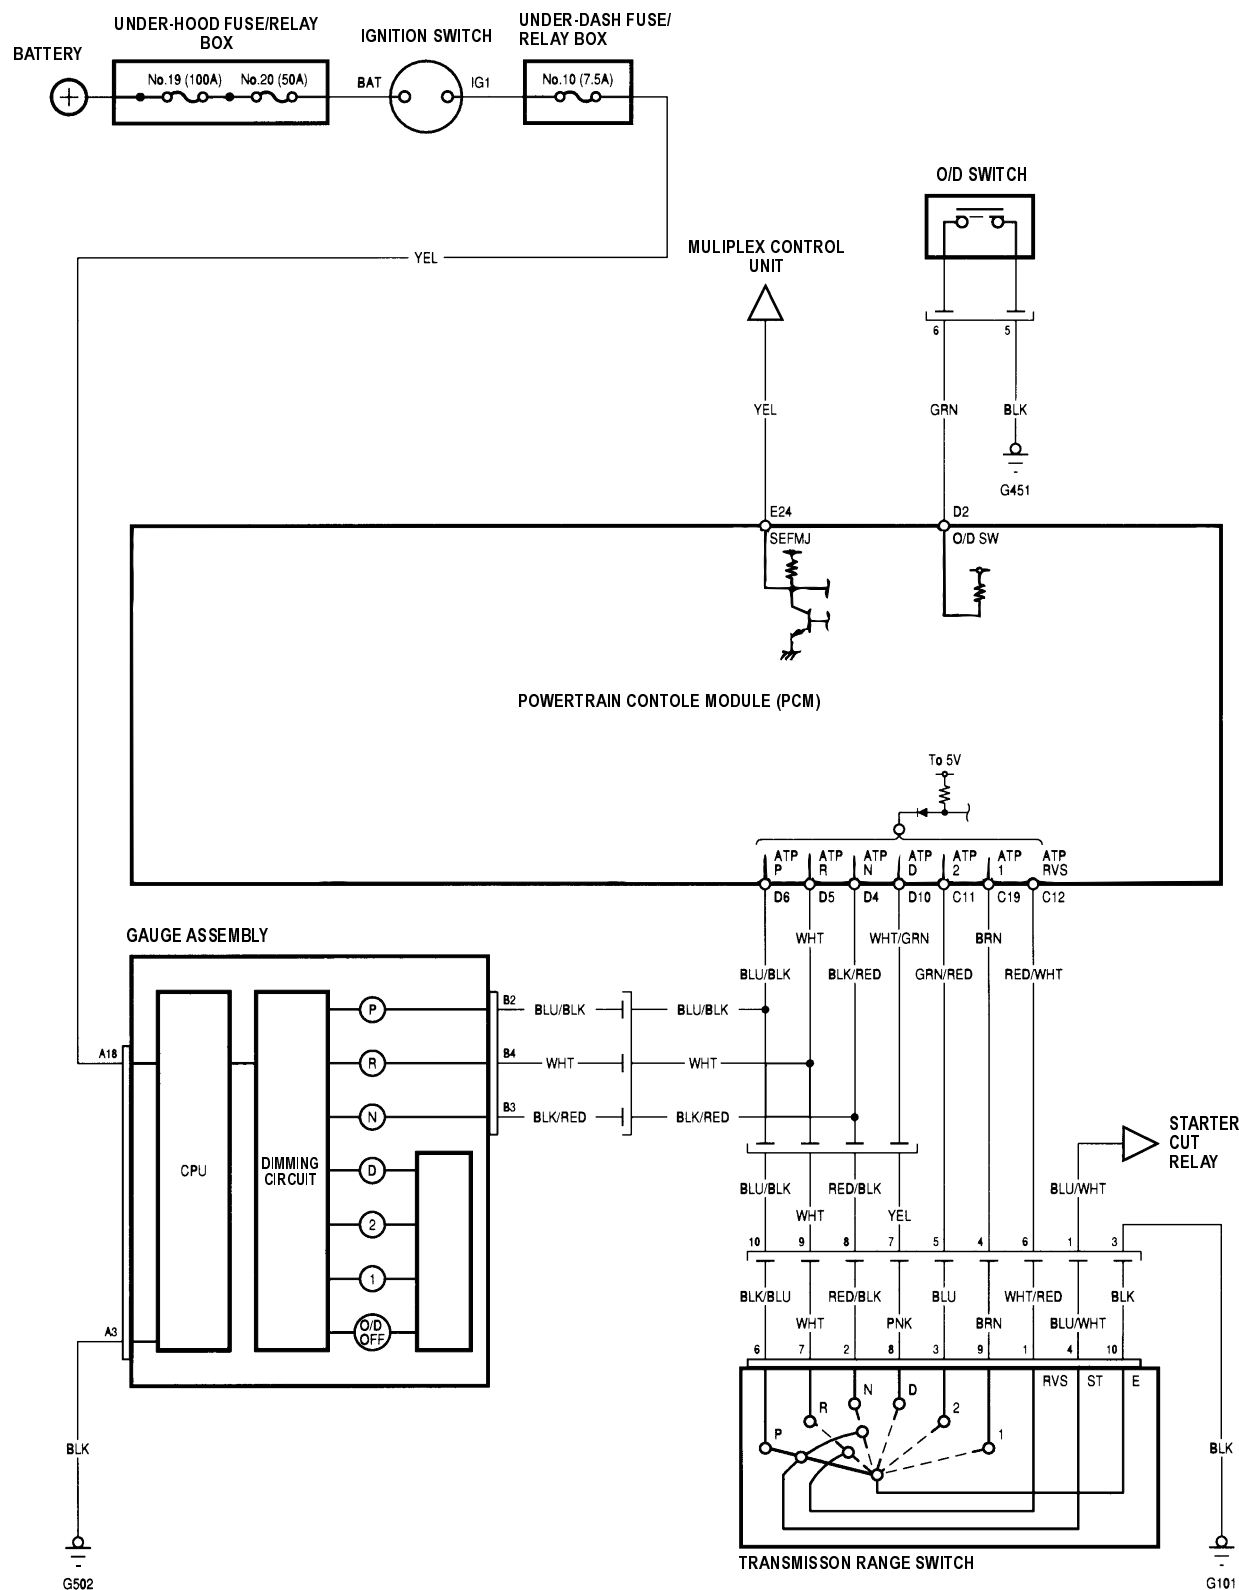 UNDER-HOOD FUSE/RELAY
BOX
IGNITION SWITCH
UNDER-DASH FUSE/
RELAY BOX
BATTERY
No.19 (100A)
No.20 (50A)
BAT
IG1
No.10 (7.5A)
O/D SWITCH
MULIPLEX CONTROL
UNIT
YEL
6
5
YEL
GRN
BLK
G451
E24
D2
SEFMJ
O/D SW
POWERTRAIN CONTOLE MODULE (PCM)
To 5V
ATP
P
ATP
R
ATP
N
ATP
D
ATP
2
ATP
1
ATP
RVS
D6
D5
D4
D10
C11
C19
C12
GAUGE ASSEMBLY
WHT
WHT/GRN
BRN
BLU/BLK
BLK/RED
GRN/RED
RED/WHT
P
B2
BLU/BLK
BLU/BLK
A18
R
B4
WHT
WHT
N
B3
BLK/RED
BLK/RED
CPU
DIMMING
CIRCUIT
D
2
1
O/D
OFF
A3
STARTER
CUT
RELAY
BLU/BLK
RED/BLK
BLU/WHT
WHT
YEL
10
9
8
7
5
4
6
1
3
BLK/BLU
RED/BLK
BLU
WHT/RED
BLK
WHT
PNK
BRN
BLU/WHT
6
7
2
8
3
9
1
4
10
RVS
ST
E
P
R
N
D
2
1
BLK
BLK
TRANSMISSON RANGE SWITCH
G502
G101